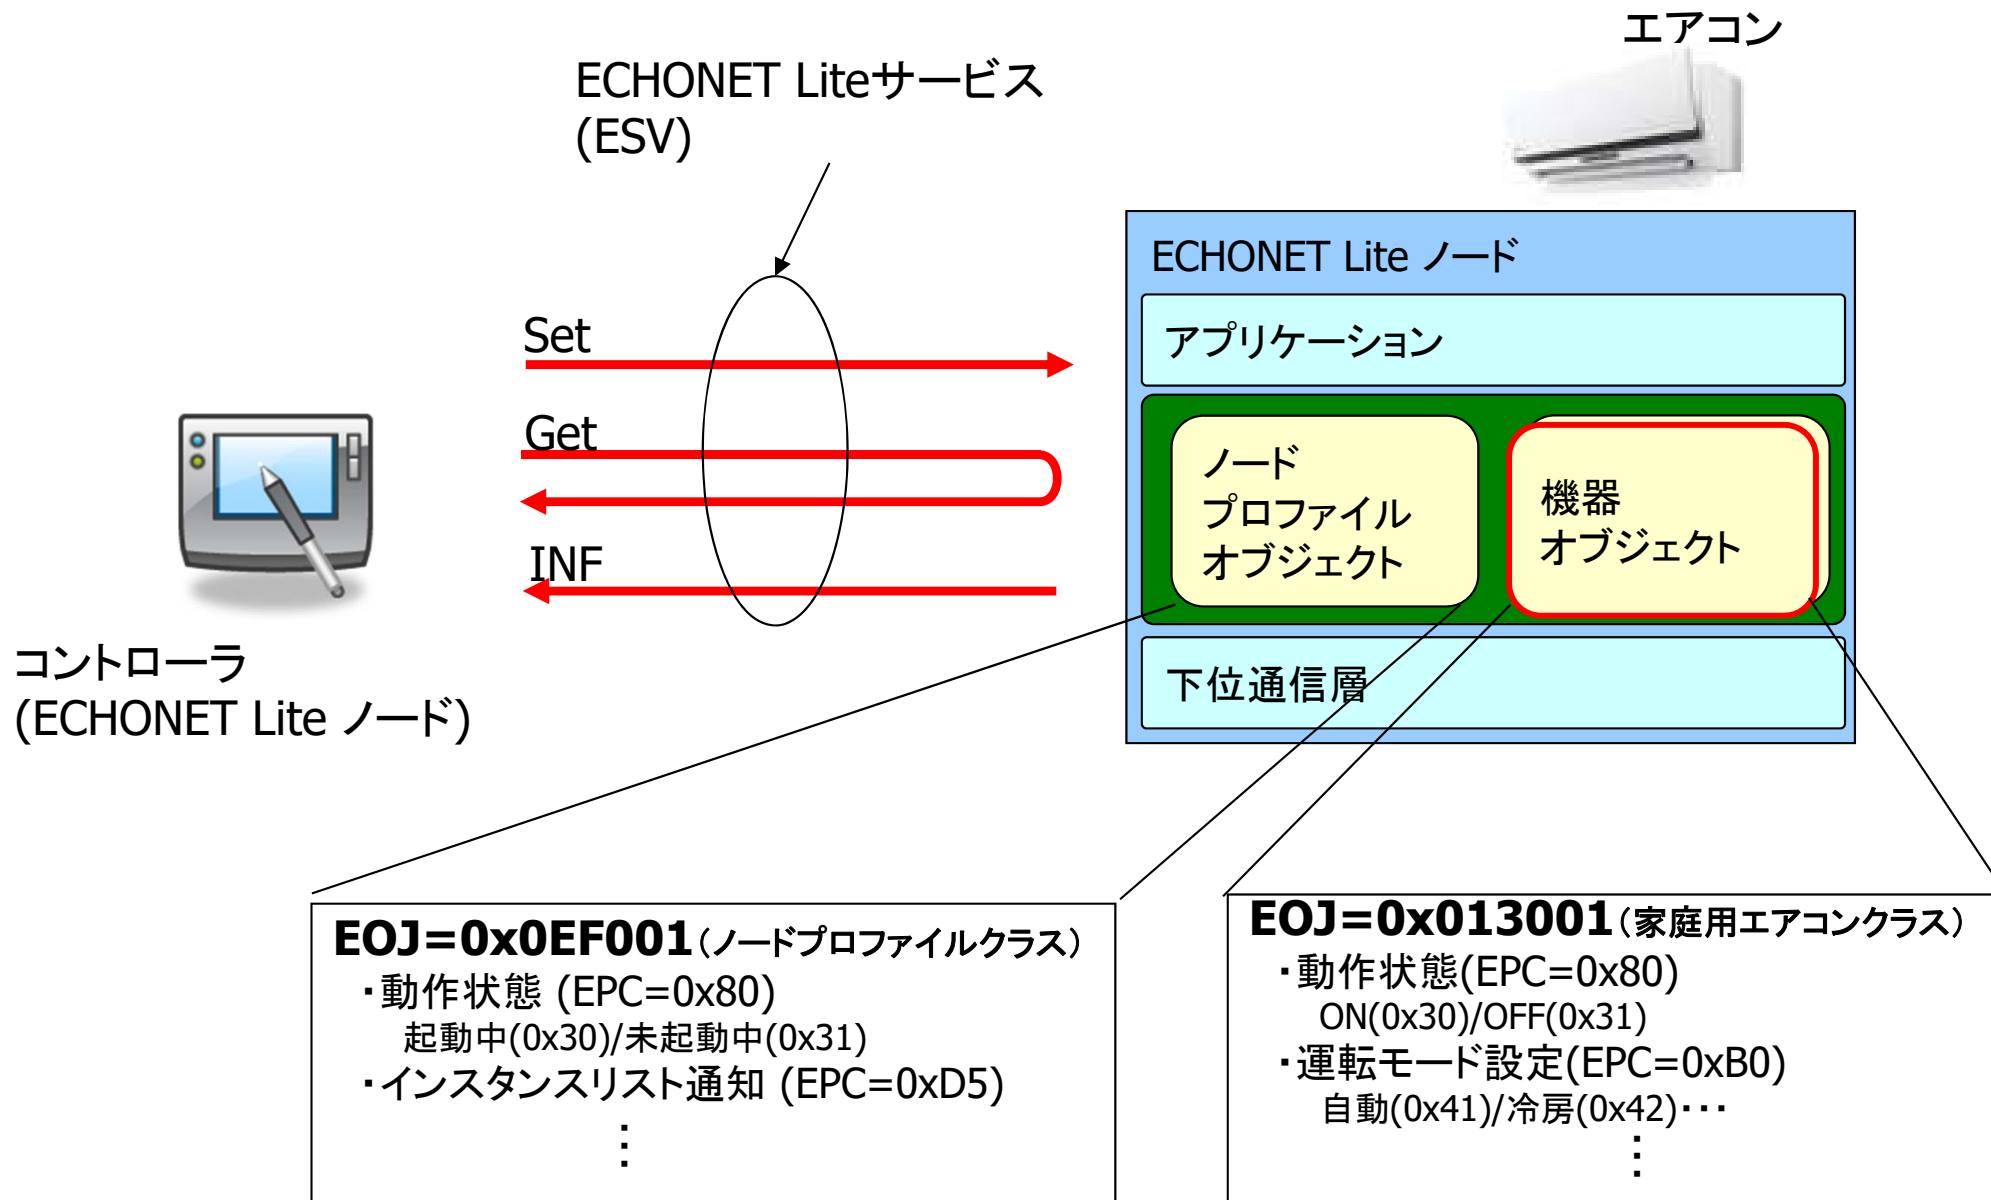 エアコン
ECHONET Liteサービス
(ESV)
ECHONET Lite ノード
Set
アプリケーション
Get
ノード
プロファイル
オブジェクト
機器
オブジェクト
INF
コントローラ
(ECHONET Lite ノード)
下位通信層
EOJ=0x0EF001(ノードプロファイルクラス)
・動作状態 (EPC=0x80)
起動中(0x30)/未起動中(0x31)
・インスタンスリスト通知 (EPC=0xD5)
⋮
EOJ=0x013001(家庭用エアコンクラス)
・動作状態(EPC=0x80)
ON(0x30)/OFF(0x31)
・運転モード設定(EPC=0xB0)
自動(0x41)/冷房(0x42)・・・
⋮